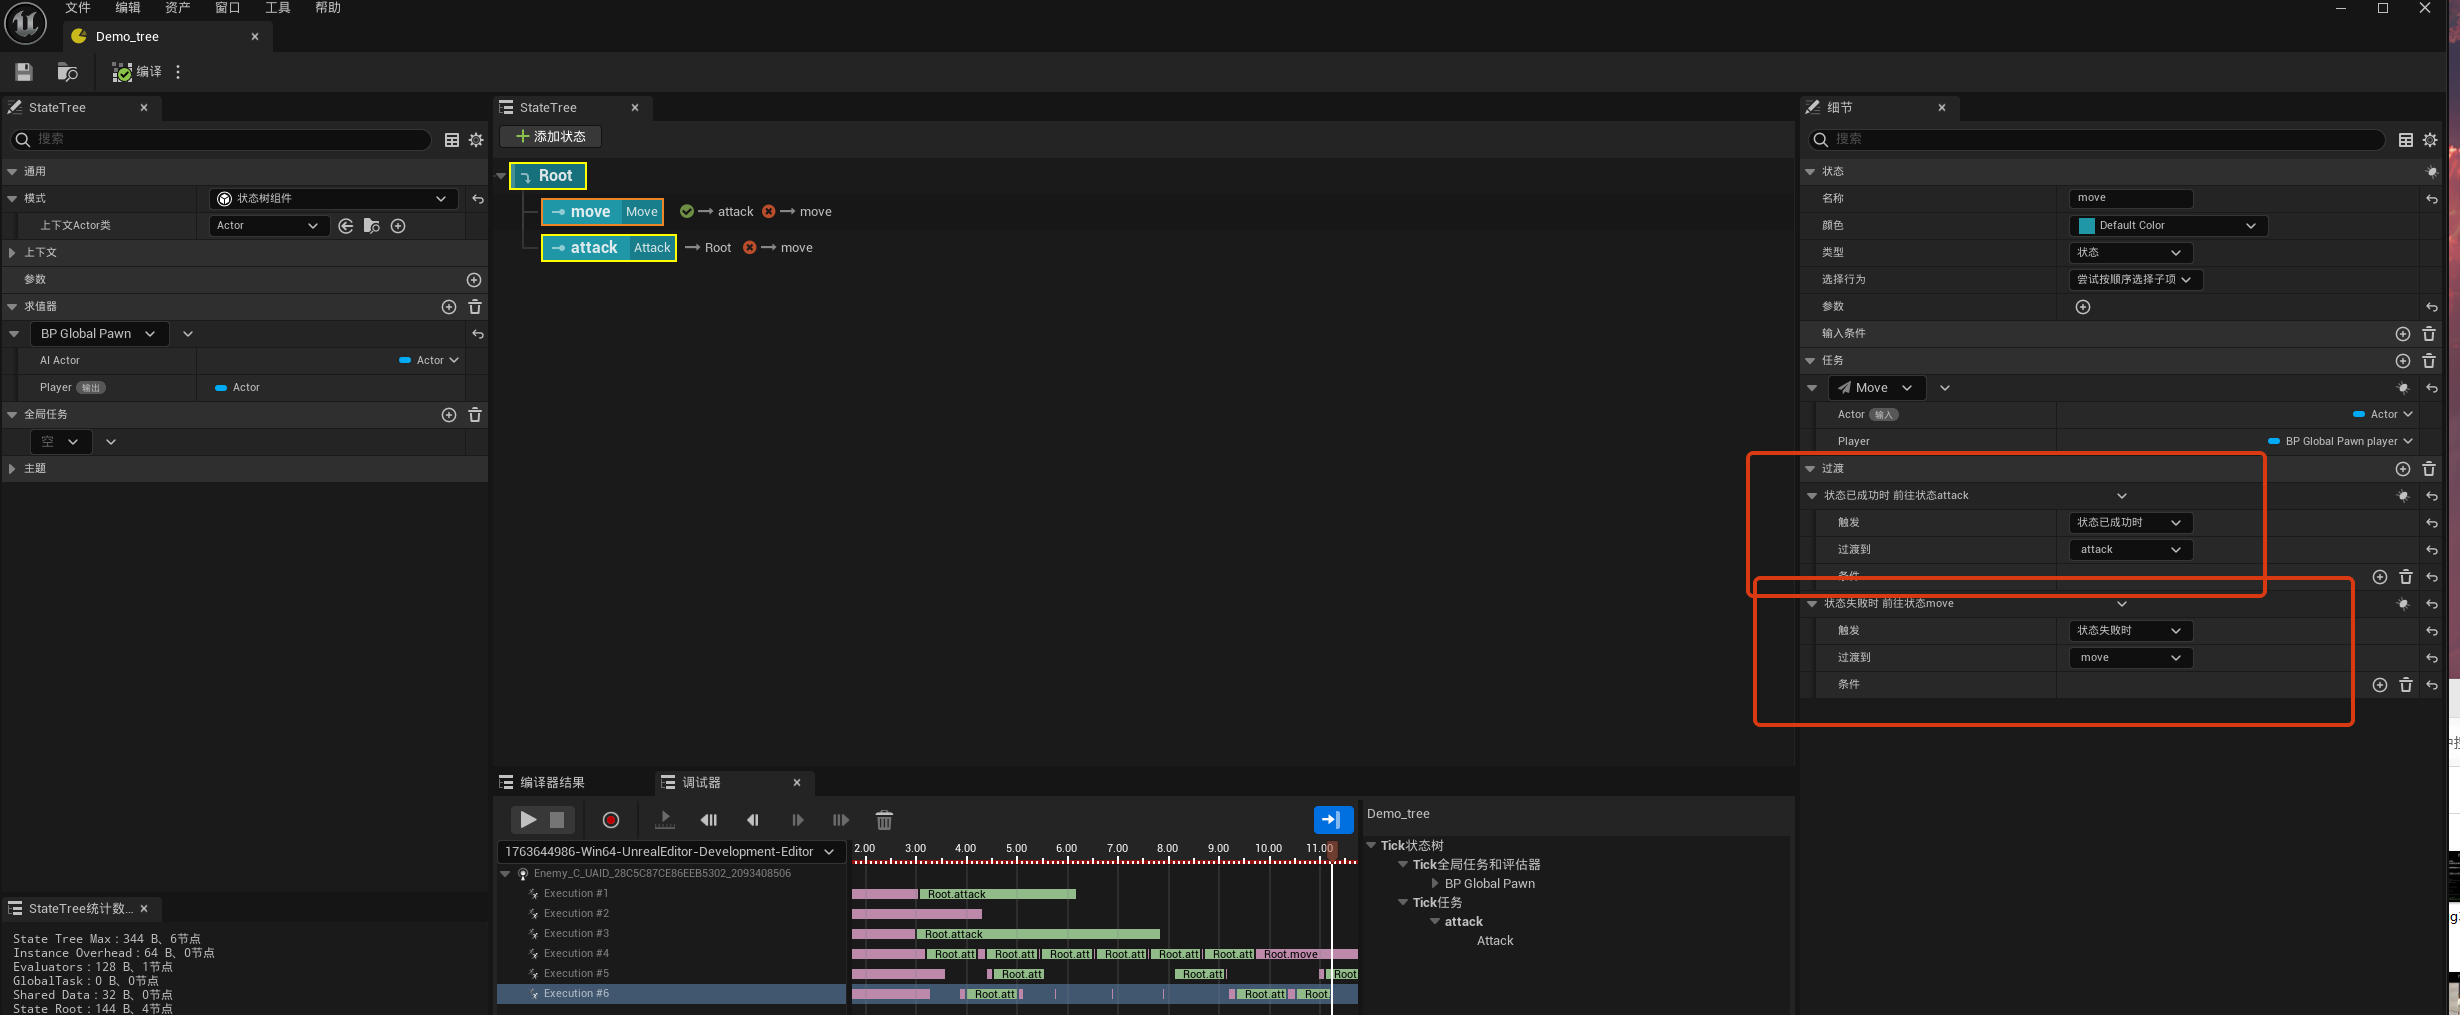 文件 编辑 资产 窗口 工具 帮助
Demo_tree
编译
StateTree
搜索
通用
模式 状态树组件
上下文Actor类 Actor
上下文
参数
求值器
BP Global Pawn
AI Actor Actor
Player 输出 Actor
全局任务
空
主题
StateTree统计数...
State Tree Max：344 B、6节点
Instance Overhead：64 B、0节点
Evaluators：128 B、1节点
GlobalTask：0 B、0节点
Shared Data：32 B、0节点
State Root：144 B、4节点
StateTree
添加状态
Root
move Move attack move
attack Attack Root move
编译器结果 调试器
1763644986-Win64-UnrealEditor-Development-Editor
2.00 3.00 4.00 5.00 6.00 7.00 8.00 9.00 10.00 11.00
Enemy_C_UAID_28C5C87CE86EEB5302_2093408506
Execution #1 Root.attack
Execution #2
Execution #3 Root.attack
Execution #4 Root.att Root.att Root.att Root.att Root.att Root.att Root.move
Execution #5 Root.att Root.att Root
Execution #6 Root.att Root.att Root.
Demo_tree
Tick状态树
Tick全局任务和评估器
BP Global Pawn
Tick任务
attack
Attack
细节
搜索
状态
名称 move
颜色 Default Color
类型 状态
选择行为 尝试按顺序选择子项
参数
输入条件
任务
Move
Actor 输入 Actor
Player BP Global Pawn player
过渡
状态已成功时 前往状态attack
触发 状态已成功时
过渡到 attack
条件
状态失败时 前往状态move
触发 状态失败时
过渡到 move
条件